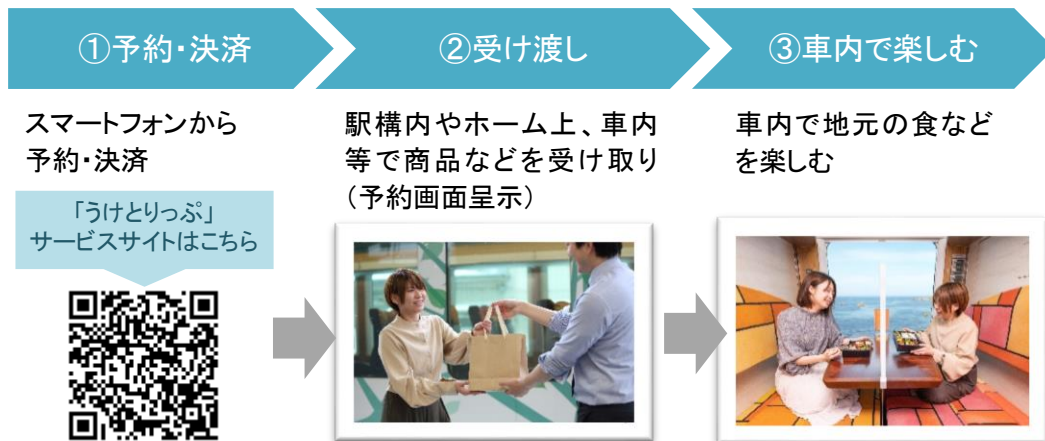 ①予約・決済
②受け渡し
③車内で楽しむ
スマートフォンから
予約・決済
「うけとりっぷ」
サービスサイトはこちら
駅構内やホーム上、車内
等で商品などを受け取り
（予約画面呈示）
車内で地元の食など
を楽しむ